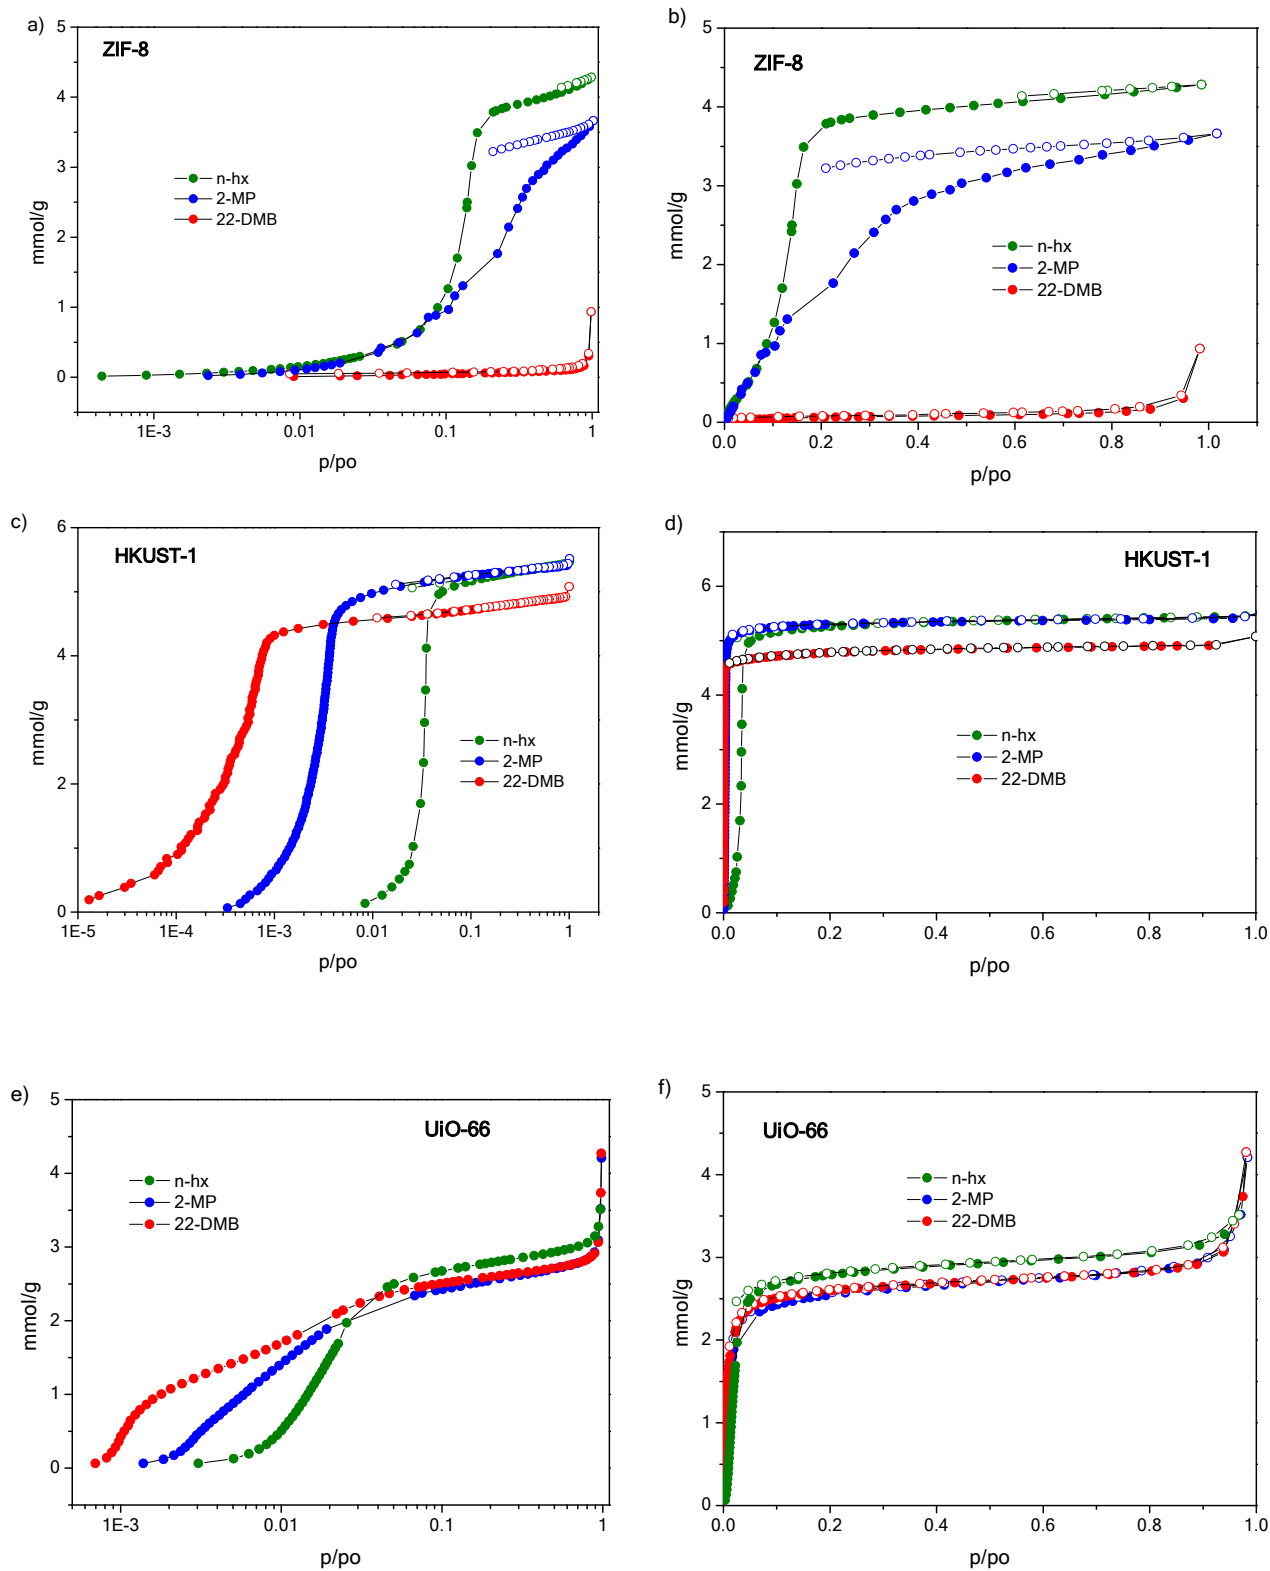 a)
ZIF-8
5
4
3
2
1
0
mmol/g
n-hx
2-MP
22-DMB
1E-3
0.01
0.1
1
p/po
b)
ZIF-8
5
4
3
2
1
0
mmol/g
n-hx
2-MP
22-DMB
0.0
0.2
0.4
0.6
0.8
1.0
p/po
c)
HKUST-1
6
4
2
0
mmol/g
n-hx
2-MP
22-DMB
1E-5
1E-4
1E-3
0.01
0.1
1
p/po
d)
HKUST-1
6
4
2
0
mmol/g
n-hx
2-MP
22-DMB
0.0
0.2
0.4
0.6
0.8
1.0
p/po
e)
UiO-66
5
4
3
2
1
0
mmol/g
n-hx
2-MP
22-DMB
1E-3
0.01
0.1
1
p/po
f)
UiO-66
5
4
3
2
1
0
mmol/g
n-hx
2-MP
22-DMB
0.0
0.2
0.4
0.6
0.8
1.0
p/po